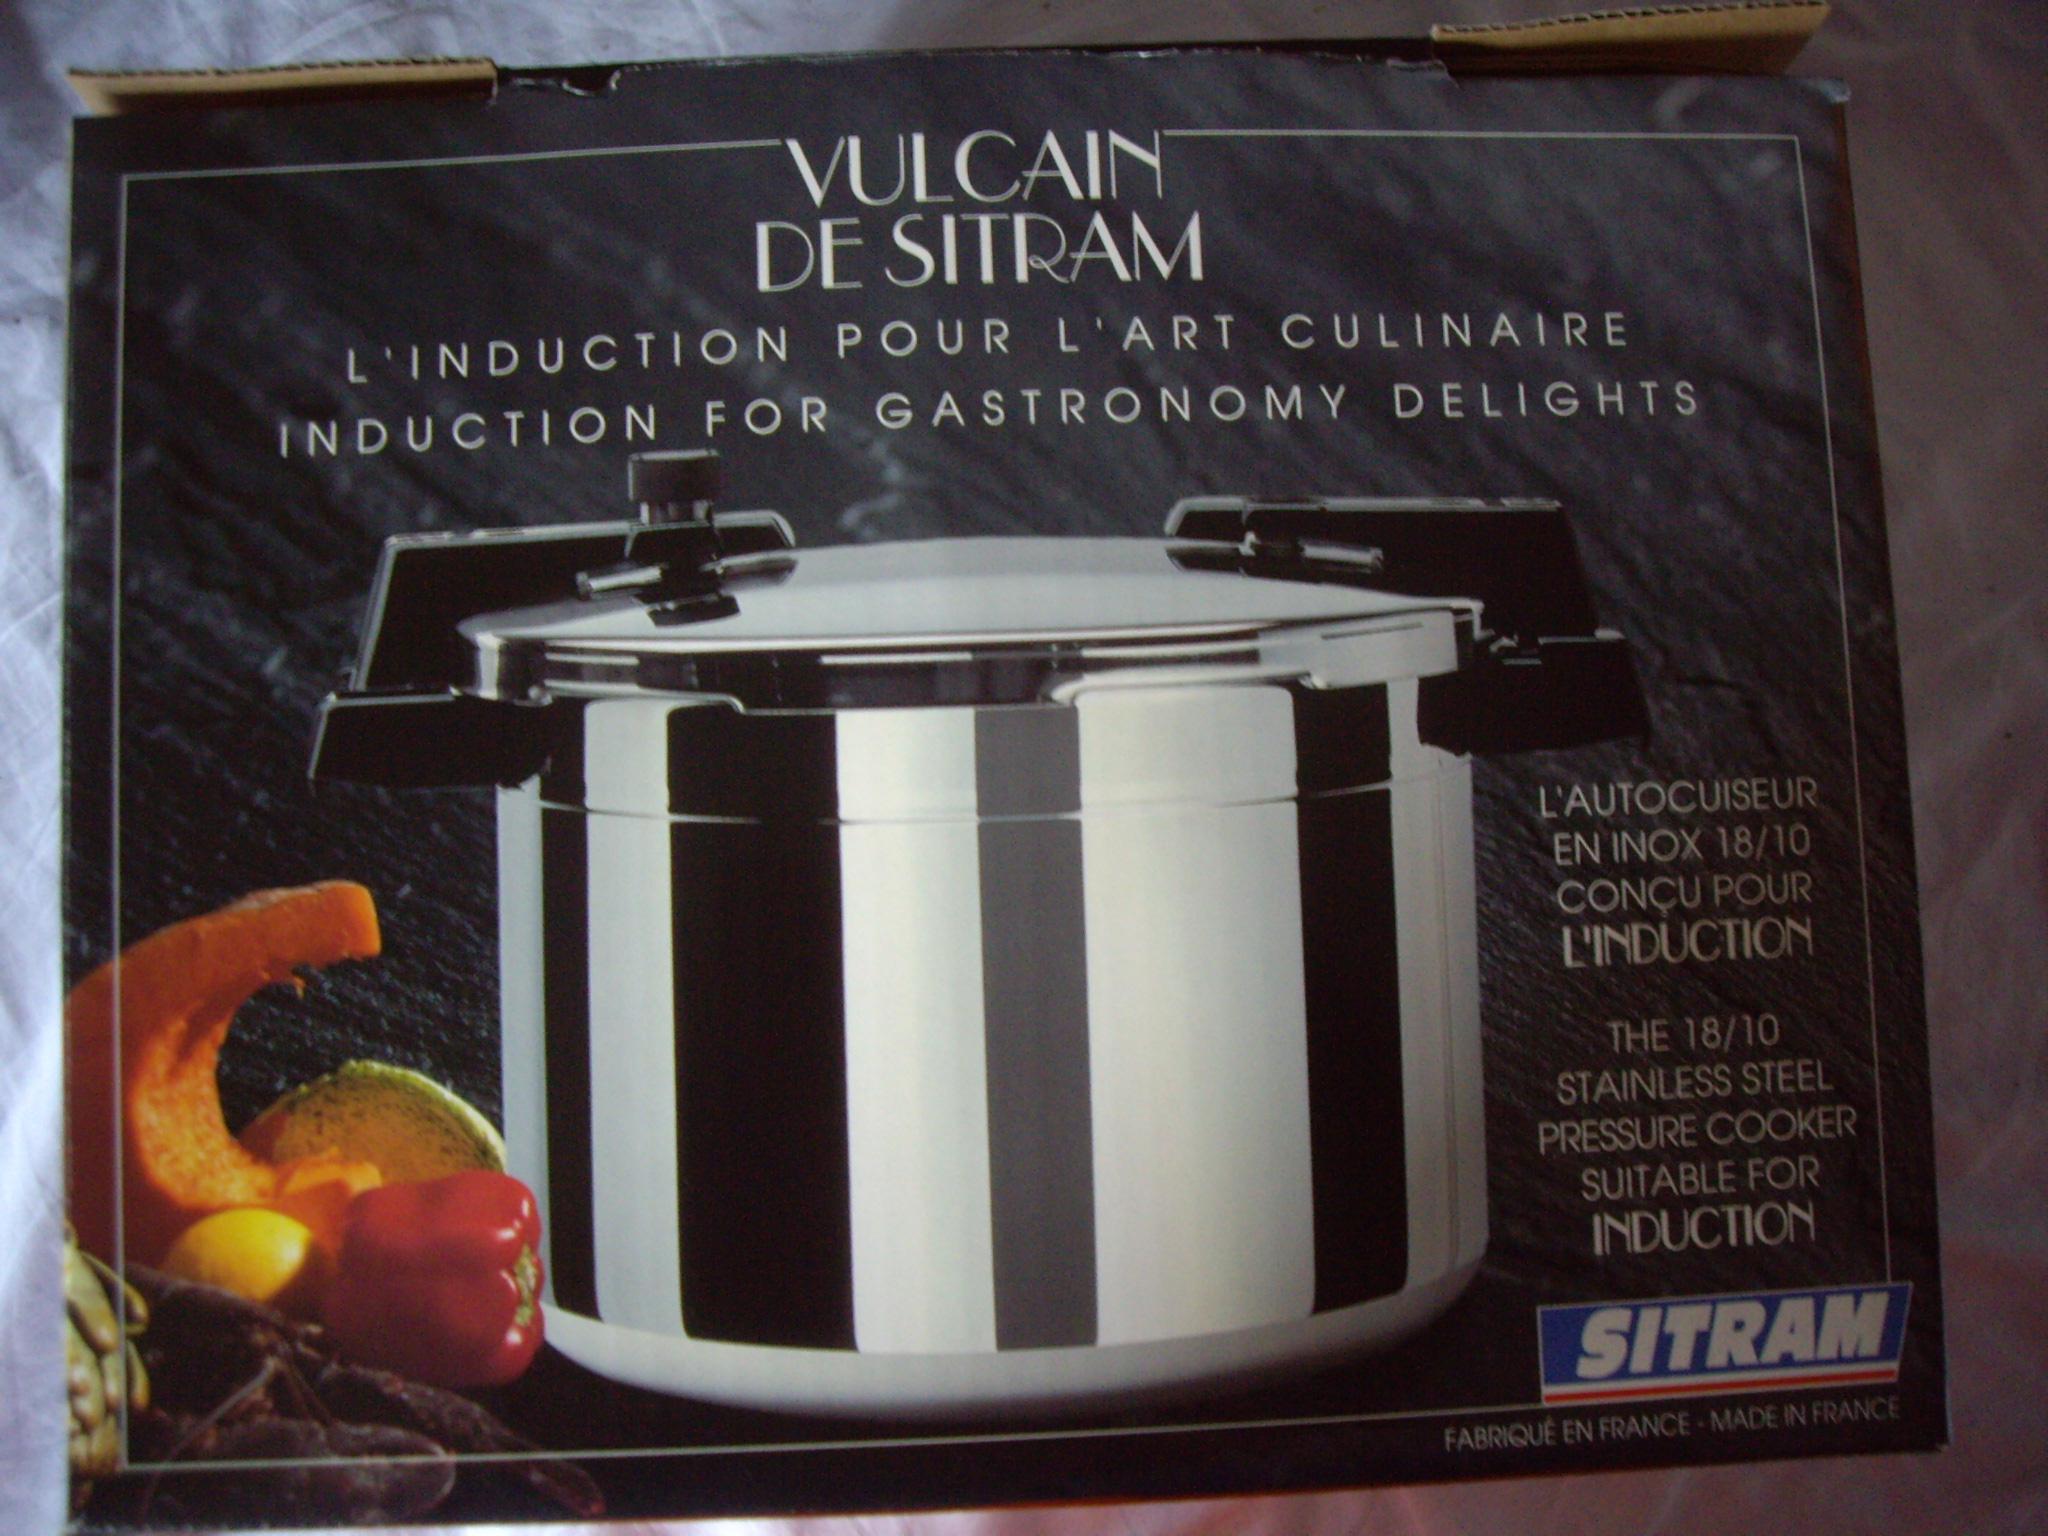 VULCAIN
DE SITRAM
L'INDUCTION POUR L'ART CULINAIRE
INDUCTION FOR GASTRONOMY DELIGHTS
L'AUTOCUISEUR
EN INOX 18/10
CONÇU POUR
L'INDUCTION
THE 18/10
STAINLESS STEEL
PRESSURE COOKER
SUITABLE FOR
INDUCTION
SITRAM
FABRIQUÉ EN FRANCE - MADE IN FRANCE